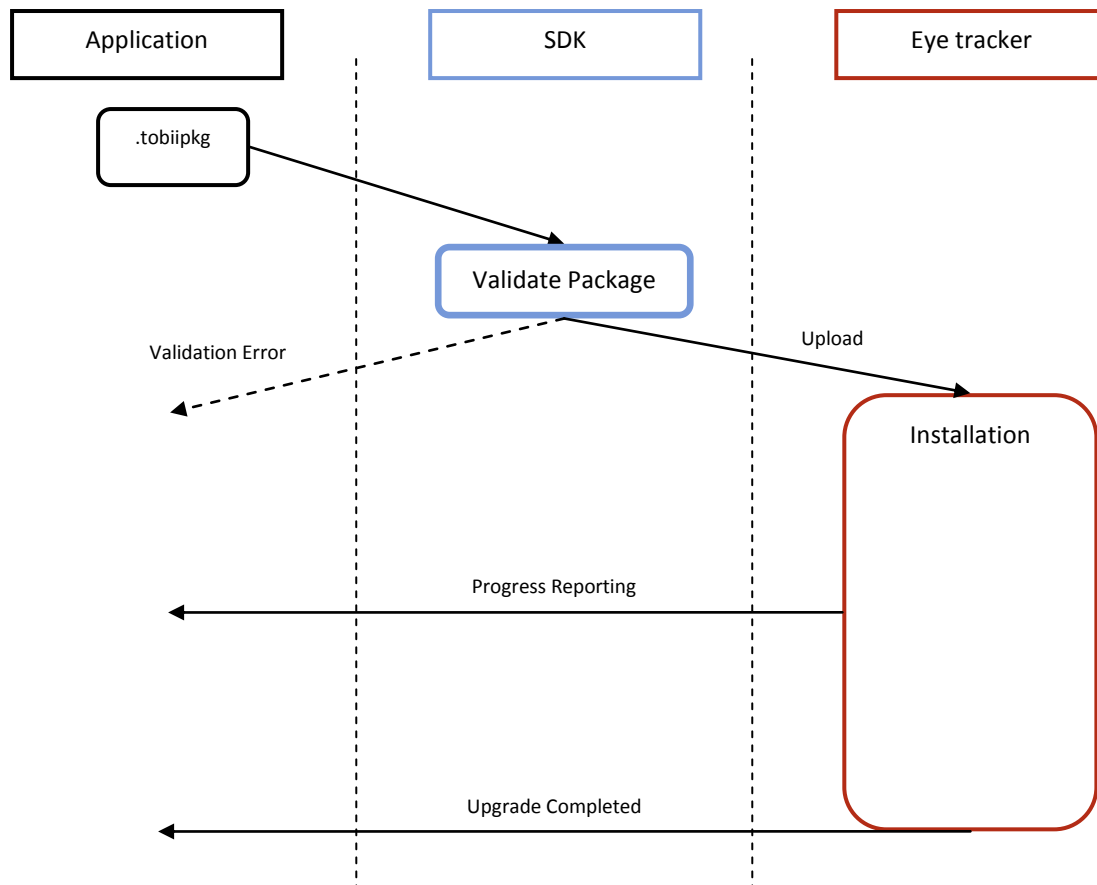 Application
SDK
Eye tracker
.tobiipkg
Validate Package
Upload
Validation Error
Installation
Progress Reporting
Upgrade Completed